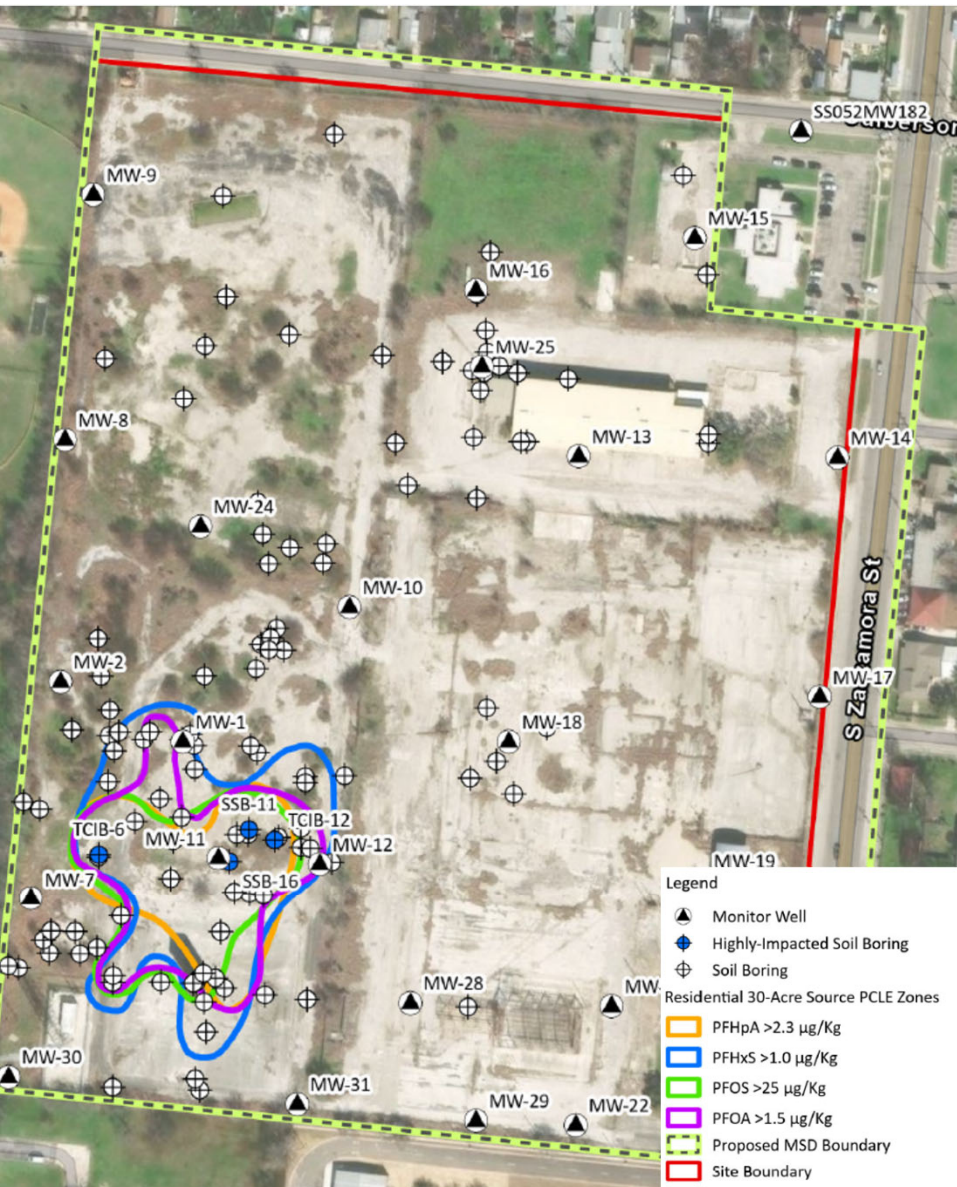 SS052MW182
MW-9
MW-15
MW-16
MW-25
MW-8
MW-13
MW-14
MW-24
MW-10
MW-2
MW-17
S Zarzamora St
MW-1
MW-18
SSB-11
TCIB-6
TCIB-12
MW-11
MW-12
MW-19
MW-7
SSB-16
Legend
Monitor Well
Highly-Impacted Soil Boring
Soil Boring
Residential 30-Acre Source PCLE Zones
PFHpA >2.3 µg/Kg
PFHxS >1.0 µg/Kg
PFOS >25 µg/Kg
PFOA >1.5 µg/Kg
Proposed MSD Boundary
Site Boundary
MW-28
MW-
MW-30
MW-31
MW-29
MW-22